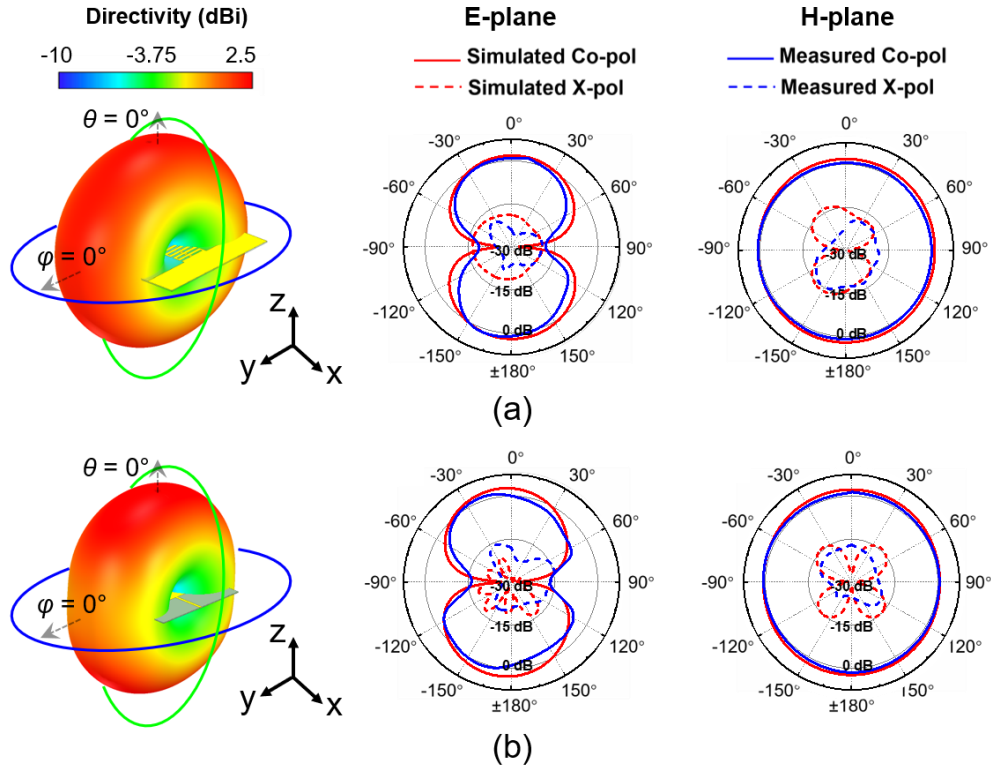 Directivity (dBi)
-10 -3.75 2.5
E-plane
H-plane
Simulated Co-pol
Simulated X-pol
Measured Co-pol
Measured X-pol
θ = 0°
φ = 0°
z
y x
0°
-30° 30°
-60° 60°
-90° -30 dB 90°
-15 dB
-120° 120°
0 dB
-150° 150°
±180°
0°
-30° 30°
-60° 60°
-90° -30 dB 90°
-15 dB
-120° 120°
0 dB
-150° 150°
±180°
(a)
θ = 0°
φ = 0°
z
y x
0°
-30° 30°
-60° 60°
-90° -30 dB 90°
-15 dB
-120° 120°
0 dB
-150° 150°
±180°
0°
-30° 30°
-60° 60°
-90° -30 dB 90°
-15 dB
-120° 120°
0 dB
-150° 150°
±180°
(b)